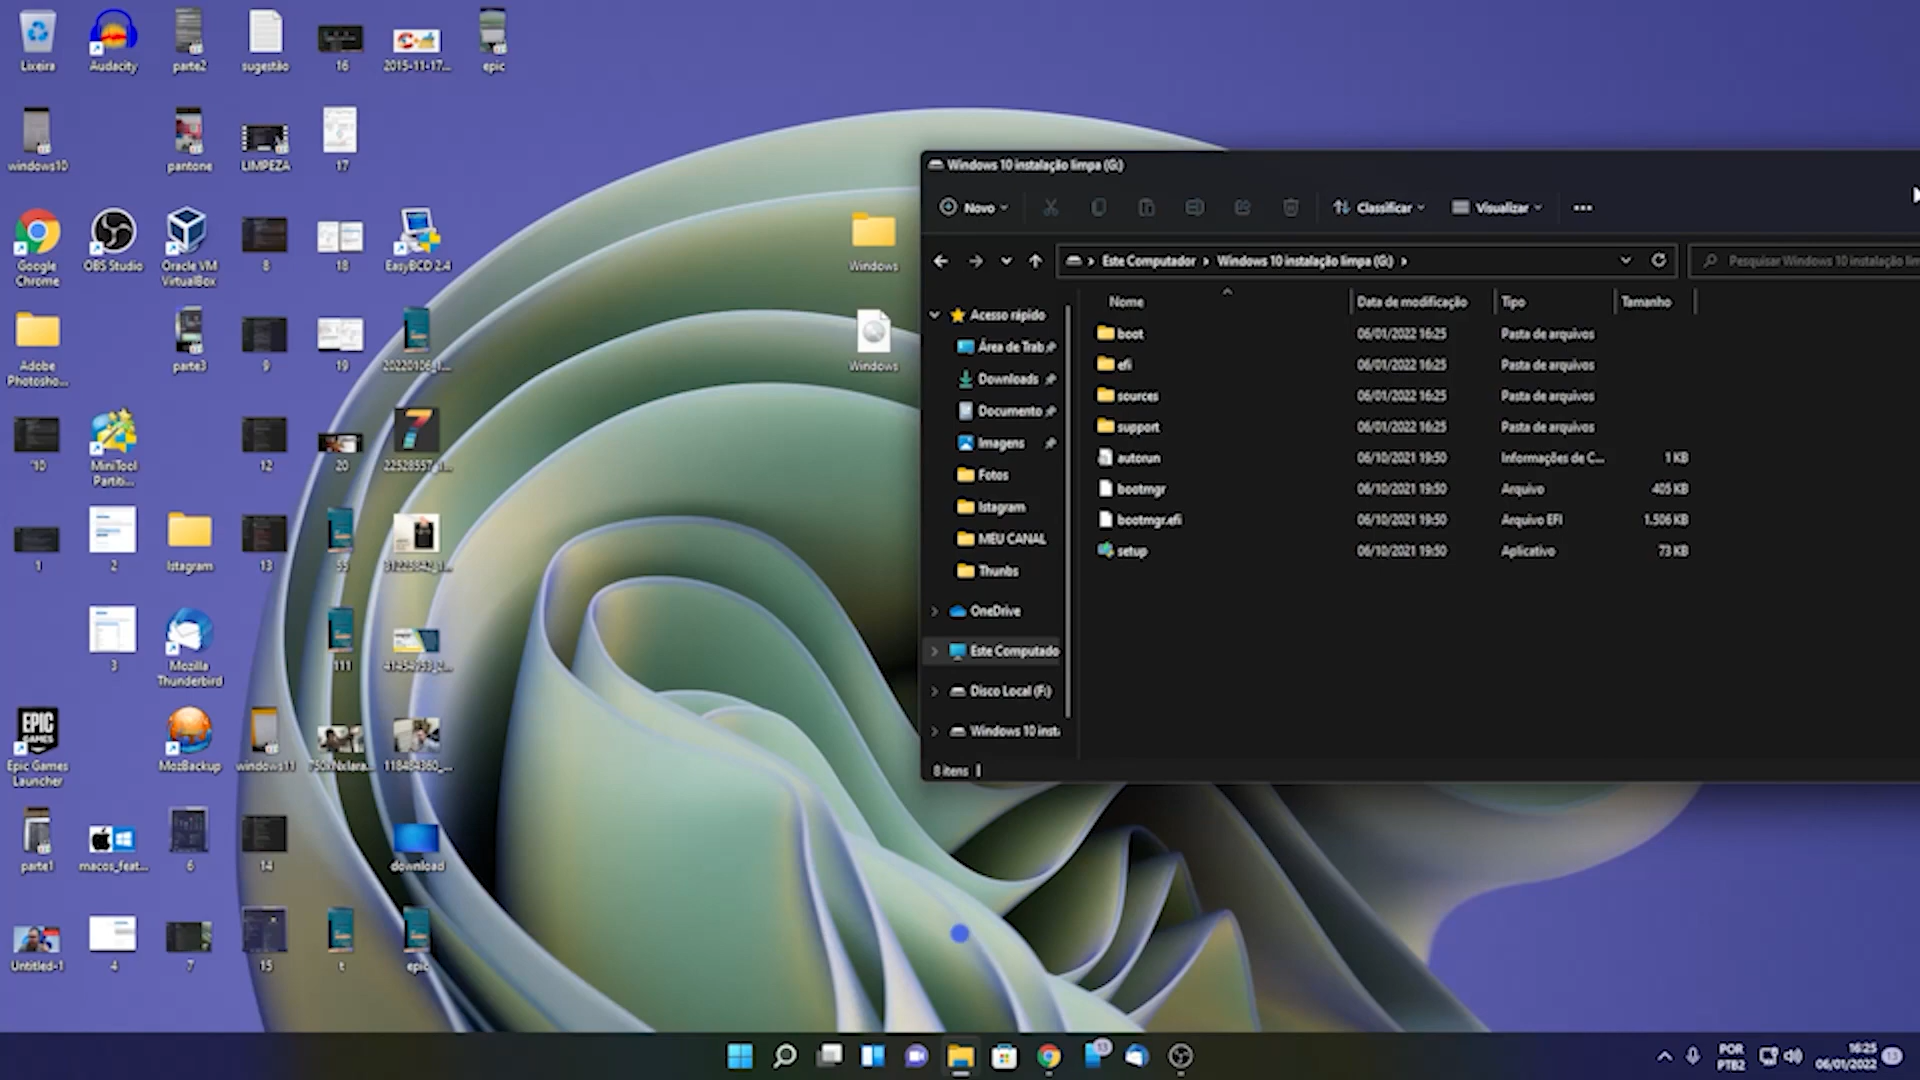 Lixeira
Audacity
parte2
sugestão
16
2015-11-17...
epic
windows10
pantone
LIMPEZA
17
Google
Chrome
OBS Studio
Oracle VM
VirtualBox
8
18
EasyBCD 2.4
Windows
Adobe
Photosho...
parte3
9
19
20220106_1...
Windows
10
MiniTool
Partiti...
12
20
7
22528557_1...
1
2
Istagram
13
55
3
Mozilla
Thunderbird
111
EPIC
GAMES
Epic Games
Launcher
MozBackup
windows11
118484360_...
parte1
macos_feat...
6
14
download
Untitled-1
4
7
15
t
epic
Windows 10 instalação limpa (G:)
Novo
Classificar
Visualizar
Este Computador
Windows 10 instalação limpa (G:)
Pesquisar Windows 10 instalação lim
Nome
Data de modificação
Tipo
Tamanho
Acesso rápido
Área de Trab
Downloads
Documento
Imagens
Fotos
Istagram
MEU CANAL
Thunbs
OneDrive
Este Computado
Disco Local (F:)
Windows 10 inst
boot 06/01/2022 16:25 Pasta de arquivos
efi 06/01/2022 16:25 Pasta de arquivos
sources 06/01/2022 16:25 Pasta de arquivos
support 06/01/2022 16:25 Pasta de arquivos
autorun 06/10/2021 19:50 Informações de C... 1 KB
bootmgr 06/10/2021 19:50 Arquivo 405 KB
bootmgr.efi 06/10/2021 19:50 Arquivo EFI 1.506 KB
setup 06/10/2021 19:50 Aplicativo 73 KB
8 itens
13
POR
PTB2
16:25
06/01/2022
13